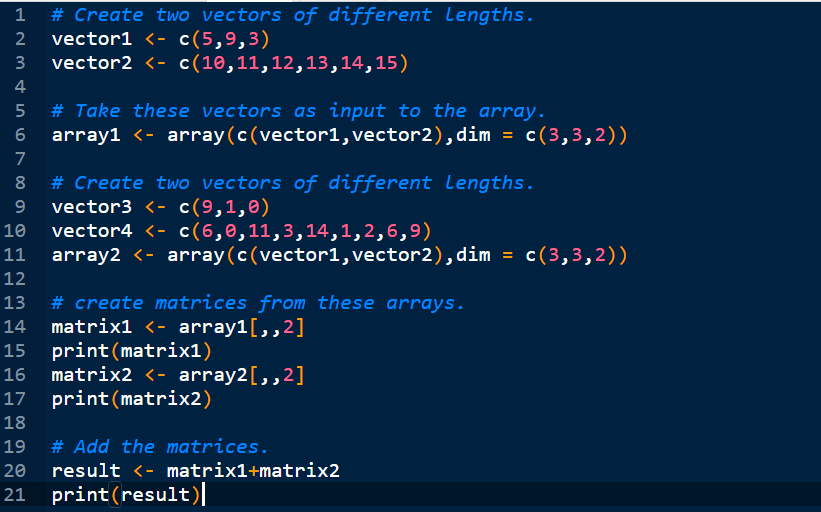 1 # Create two vectors of different lengths.
2 vector1 <- c(5,9,3)
3 vector2 <- c(10,11,12,13,14,15)
4
5 # Take these vectors as input to the array.
6 array1 <- array(c(vector1,vector2),dim = c(3,3,2))
7
8 # Create two vectors of different lengths.
9 vector3 <- c(9,1,0)
10 vector4 <- c(6,0,11,3,14,1,2,6,9)
11 array2 <- array(c(vector1,vector2),dim = c(3,3,2))
12
13 # create matrices from these arrays.
14 matrix1 <- array1[,,2]
15 print(matrix1)
16 matrix2 <- array2[,,2]
17 print(matrix2)
18
19 # Add the matrices.
20 result <- matrix1+matrix2
21 print(result)